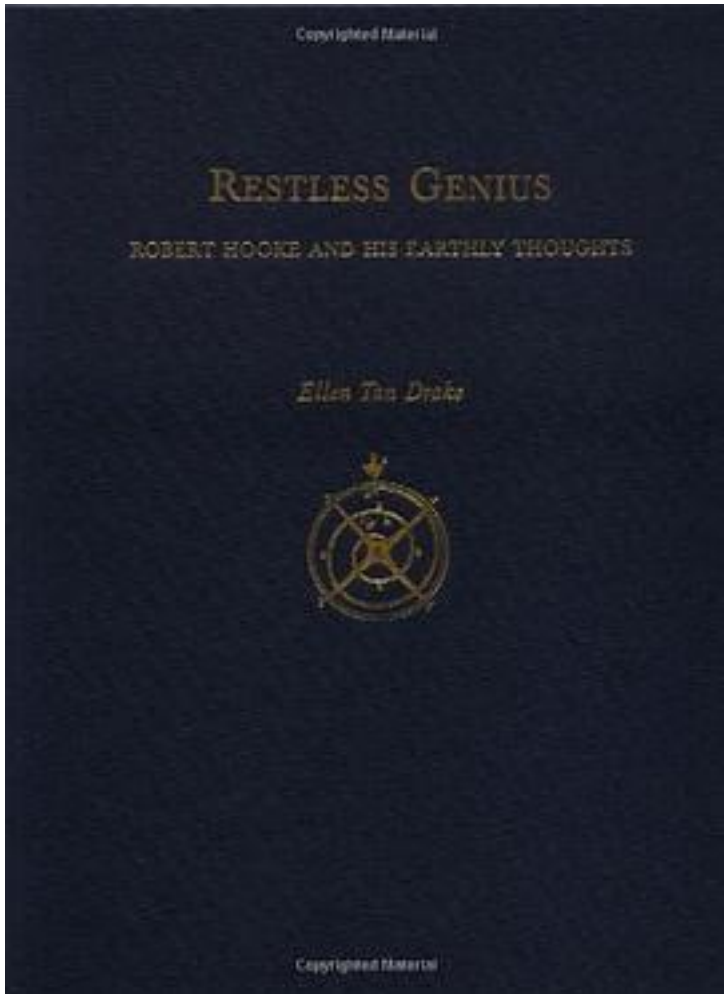 Copyrighted Material
RESTLESS GENIUS
ROBERT HOOKE AND HIS EARTHLY THOUGHTS
Ellen Tan Drake
Copyrighted Material